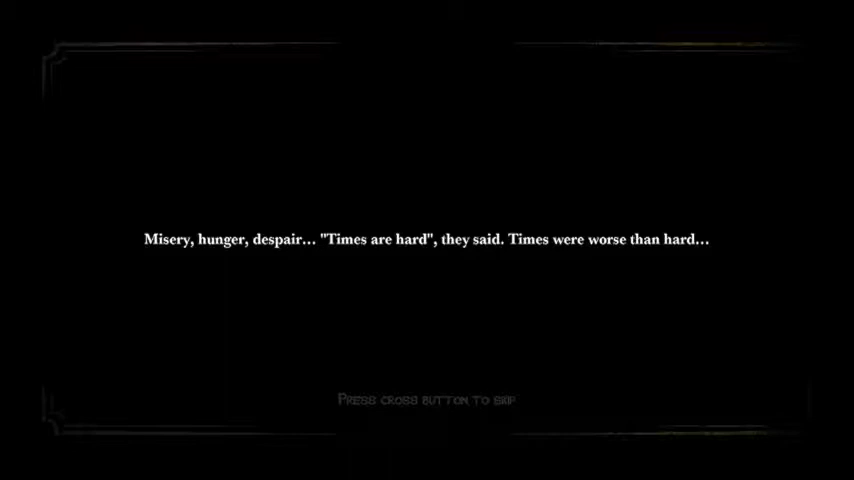 Misery, hunger, despair... "Times are hard", they said. Times were worse than hard...
Press cross button to skip